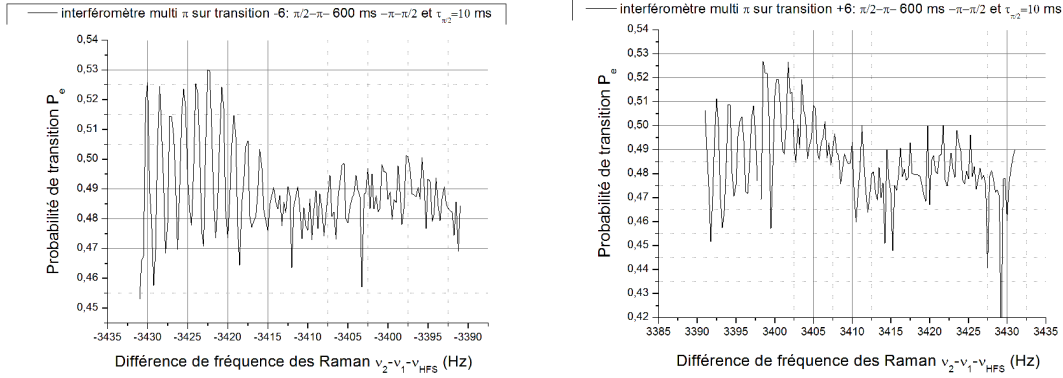 interféromètre multi π sur transition -6: π/2−π− 600 ms −π−π/2 et τπ/2=10 ms
Probabilité de transition Pe
0,54
0,53
0,52
0,51
0,50
0,49
0,48
0,47
0,46
0,45
-3435 -3430 -3425 -3420 -3415 -3410 -3405 -3400 -3395 -3390
Différence de fréquence des Raman ν2-ν1-νHFS (Hz)
interféromètre multi π sur transition +6: π/2−π− 600 ms −π−π/2 et τπ/2=10 ms
Probabilité de transition Pe
0,54
0,53
0,52
0,51
0,50
0,49
0,48
0,47
0,46
0,45
0,44
0,43
0,42
3385 3390 3395 3400 3405 3410 3415 3420 3425 3430 3435
Différence de fréquence des Raman ν2-ν1-νHFS (Hz)